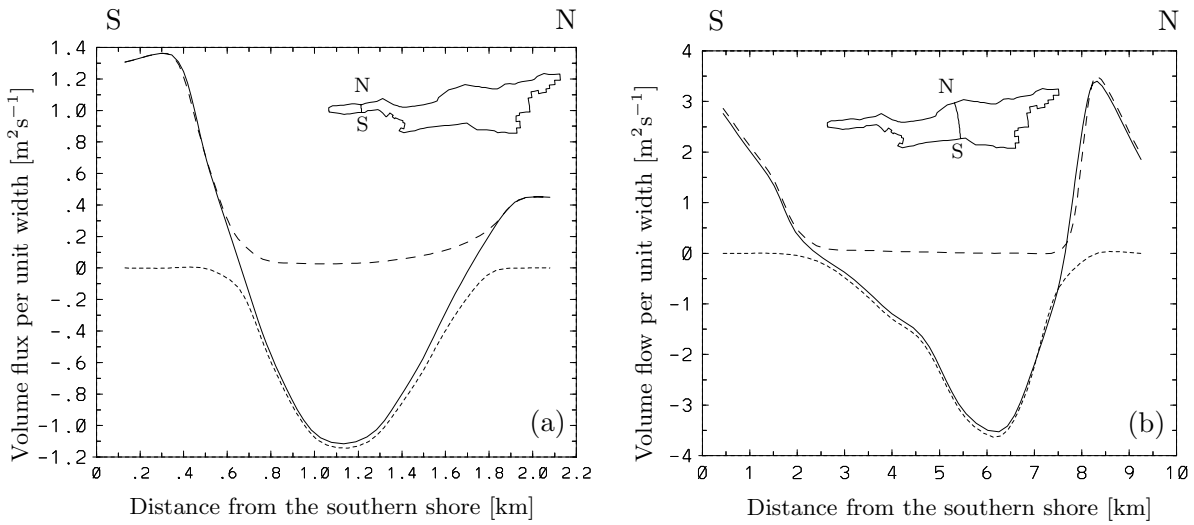 S N
Volume flux per unit width [m²s⁻¹]
1.4
1.2
1.0
.8
.6
.4
.2
0
-.2
-.4
-.6
-.8
-1.0
-1.2
N
S
(a)
0 .2 .4 .6 .8 1.0 1.2 1.4 1.6 1.8 2.0 2.2
Distance from the southern shore [km]
S N
Volume flow per unit width [m²s⁻¹]
4
3
2
1
0
-1
-2
-3
-4
N
S
(b)
0 1 2 3 4 5 6 7 8 9 10
Distance from the southern shore [km]